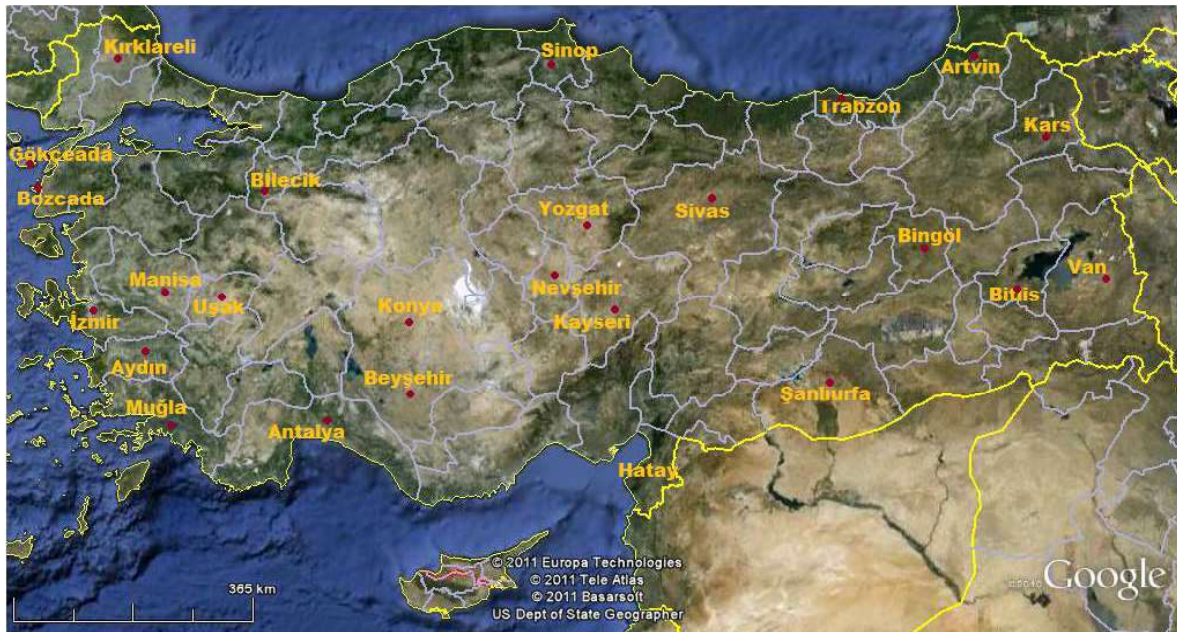 Kırklareli
Sinop
Artvin
Trabzon
Kars
Gökçeada
Bozcada
Bilecik
Yozgat
Sivas
Bingöl
Van
Manisa
Uşak
Nevşehir
Bitlis
İzmir
Konya
Kayseri
Aydın
Beyşehir
Şanlıurfa
Muğla
Antalya
Hatay
© 2011 Europa Technologies
© 2011 Tele Atlas
© 2011 Basarsoft
US Dept of State Geographer
365 km
©2010 Google